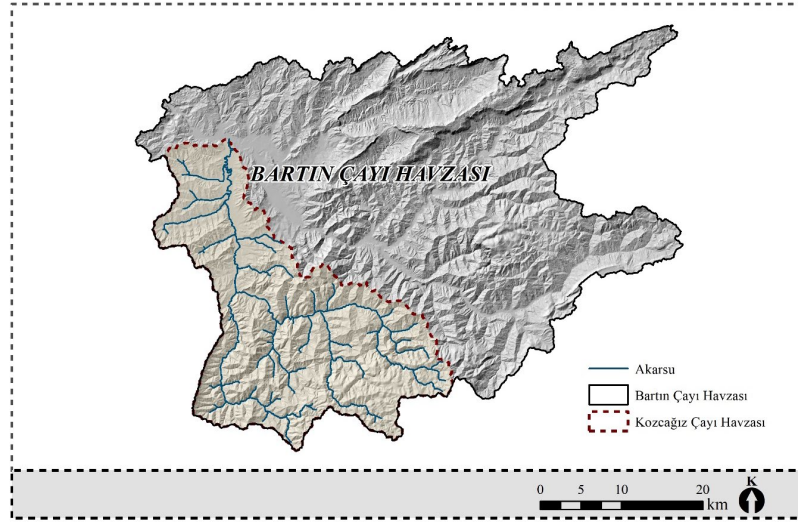 BARTIN ÇAYI HAVZASI
Akarsu
Bartın Çayı Havzası
Kozcağız Çayı Havzası
K
0 5 10 20
km